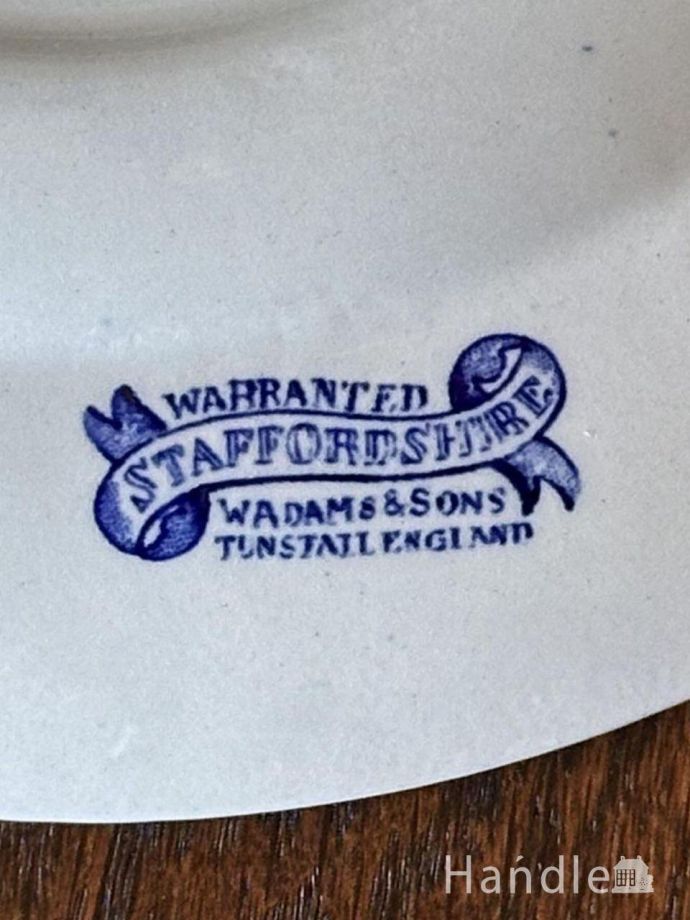 WARRANTED
STAFFORDSHIRE
W ADAMS & SONS
TUNSTALL ENGLAND
Handle